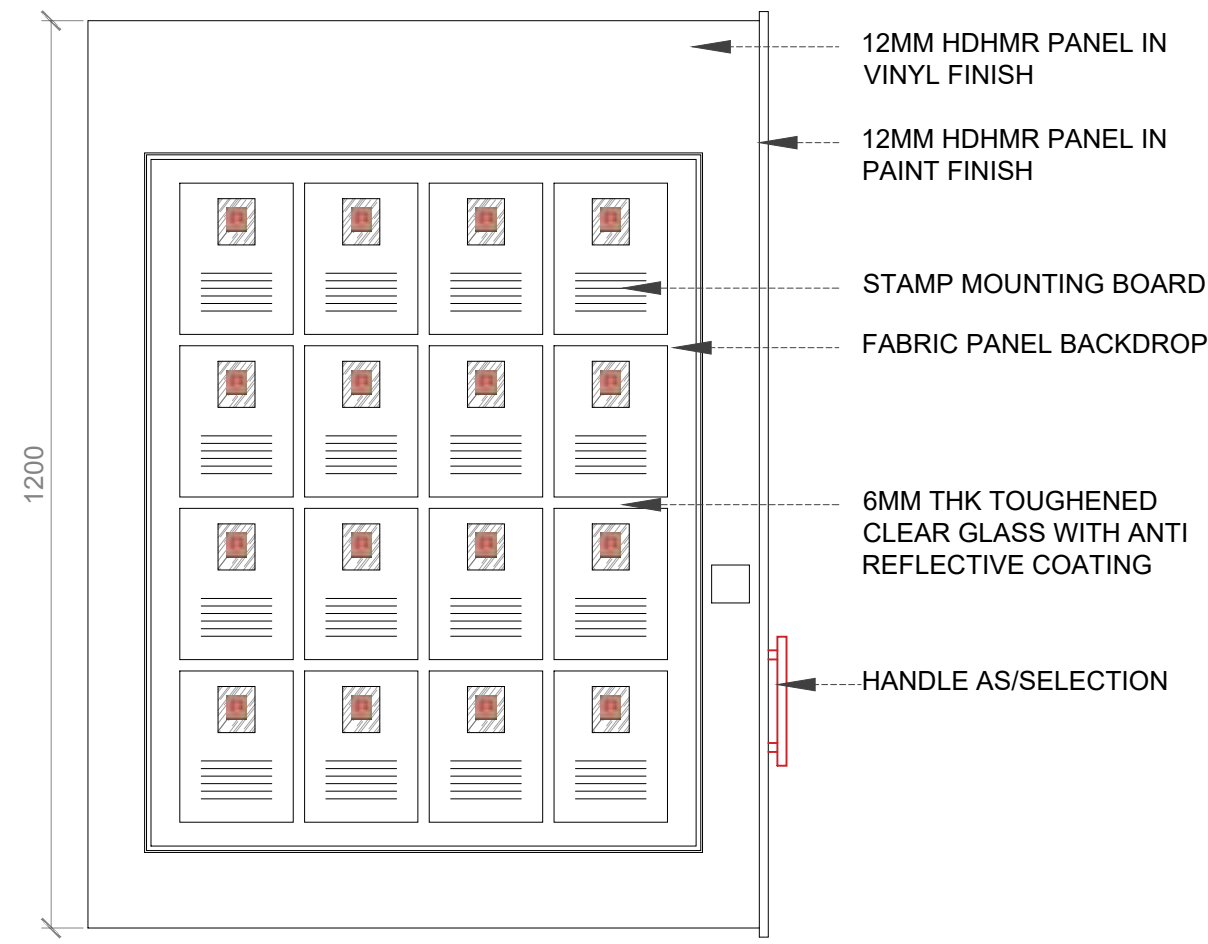 12MM HDHMR PANEL IN
VINYL FINISH
12MM HDHMR PANEL IN
PAINT FINISH
STAMP MOUNTING BOARD
FABRIC PANEL BACKDROP
1200
6MM THK TOUGHENED
CLEAR GLASS WITH ANTI
REFLECTIVE COATING
HANDLE AS/SELECTION